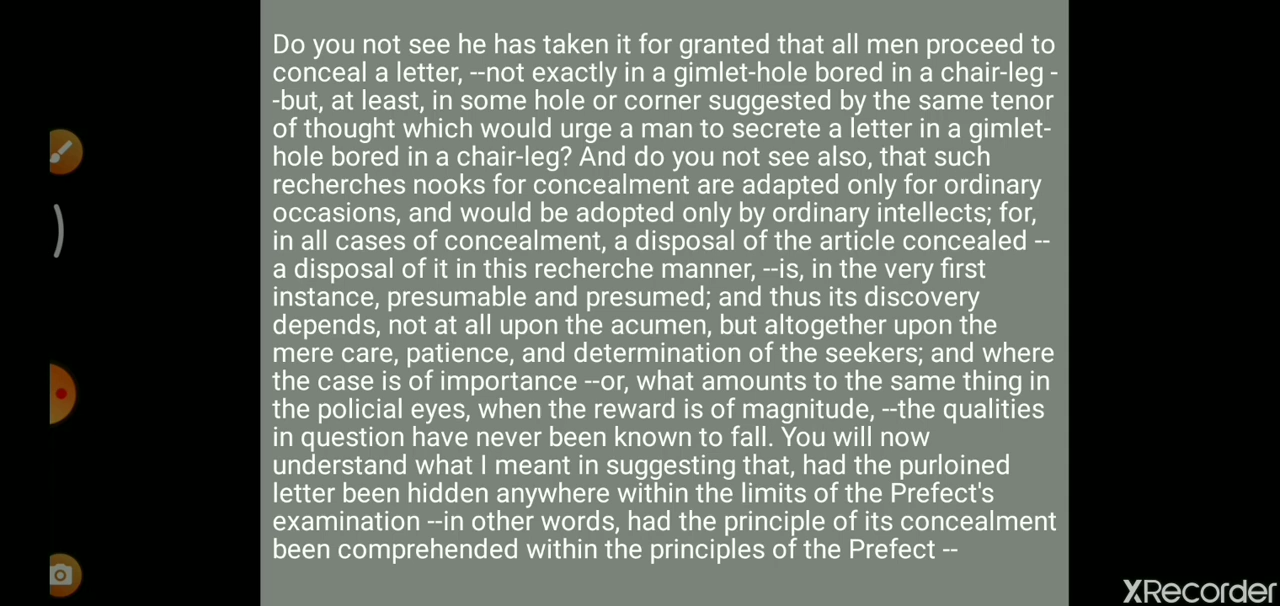 Do you not see he has taken it for granted that all men proceed to
conceal a letter, --not exactly in a gimlet-hole bored in a chair-leg -
-but, at least, in some hole or corner suggested by the same tenor
of thought which would urge a man to secrete a letter in a gimlet-
hole bored in a chair-leg? And do you not see also, that such
recherches nooks for concealment are adapted only for ordinary
occasions, and would be adopted only by ordinary intellects; for,
in all cases of concealment, a disposal of the article concealed --
a disposal of it in this recherche manner, --is, in the very first
instance, presumable and presumed; and thus its discovery
depends, not at all upon the acumen, but altogether upon the
mere care, patience, and determination of the seekers; and where
the case is of importance --or, what amounts to the same thing in
the policial eyes, when the reward is of magnitude, --the qualities
in question have never been known to fall. You will now
understand what I meant in suggesting that, had the purloined
letter been hidden anywhere within the limits of the Prefect's
examination --in other words, had the principle of its concealment
been comprehended within the principles of the Prefect --
XRecorder